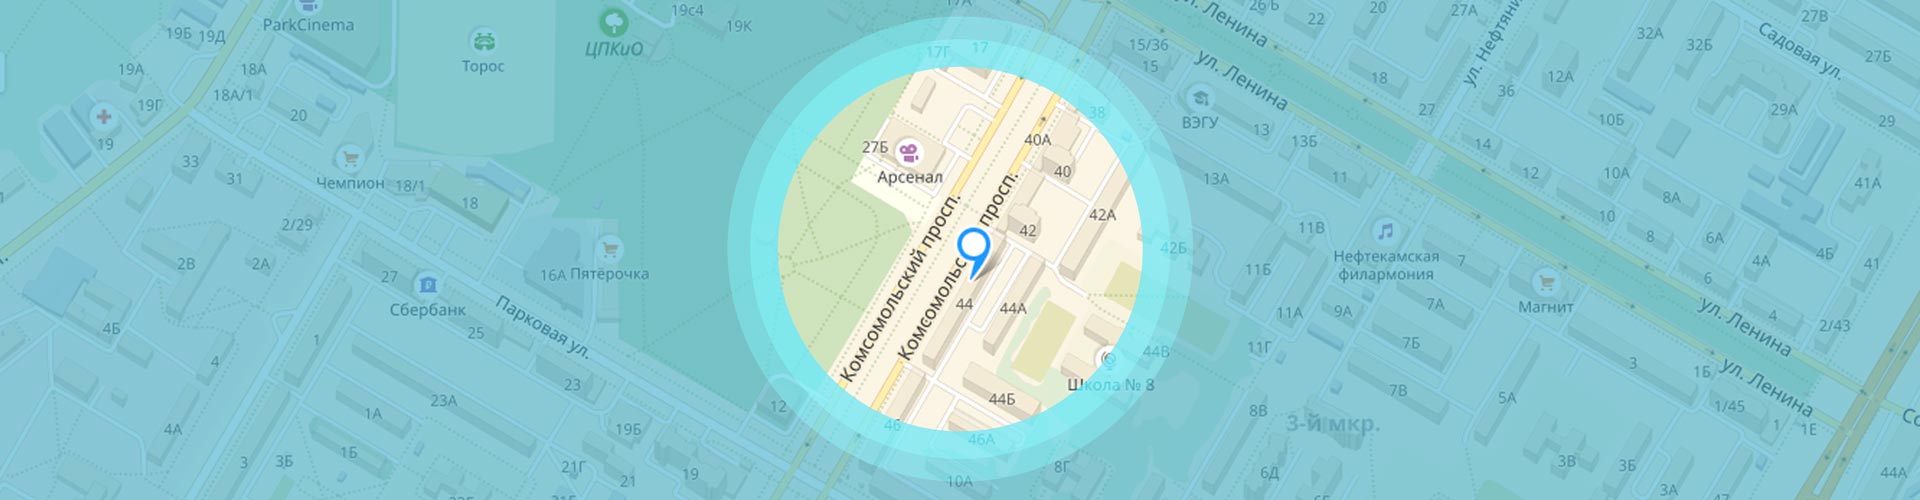 17А
19с4
19К
ParkCinema
19Б
19Д
ЦПКиО
Торос
19А
18А
18А/1
19Г
20
19
Чемпион
18/1
33
31
18
2/29
2В
2А
27
Сбербанк
16А
Пятёрочка
4Б
25
Парковая ул.
4
1
23
23А
1А
4А
19Б
1Б
3
3Б
21Г
21Б
19
12
17Г
17
38
40А
27Б
Арсенал
40
42А
42
Комсомольский просп.
Комсомольс
просп.
44
44А
42Б
44В
Школа № 3
44Б
46
46А
10А
8Г
26Б
22
20
27А
ул. Ленина
ул. Ленина
15/36
15
18
ВЭГУ
13
13Б
27
ул. Нефтяни
36
32А
32Б
27В
Садовая ул.
27Б
12А
29А
29
10Б
14
12
10А
11
13А
8А
41А
10
11В
8
6А
4Б
41
Нефтекамская
филармония
7
11Б
6
4А
Магнит
ул. Ленина
4
2/43
11А
9А
7А
7Б
11Г
3
ул. Ленина
1Б
7В
5А
1/45
1
1Е
8В
3-й мкр.
6Д
3В
3Б
5Б
1А
44А